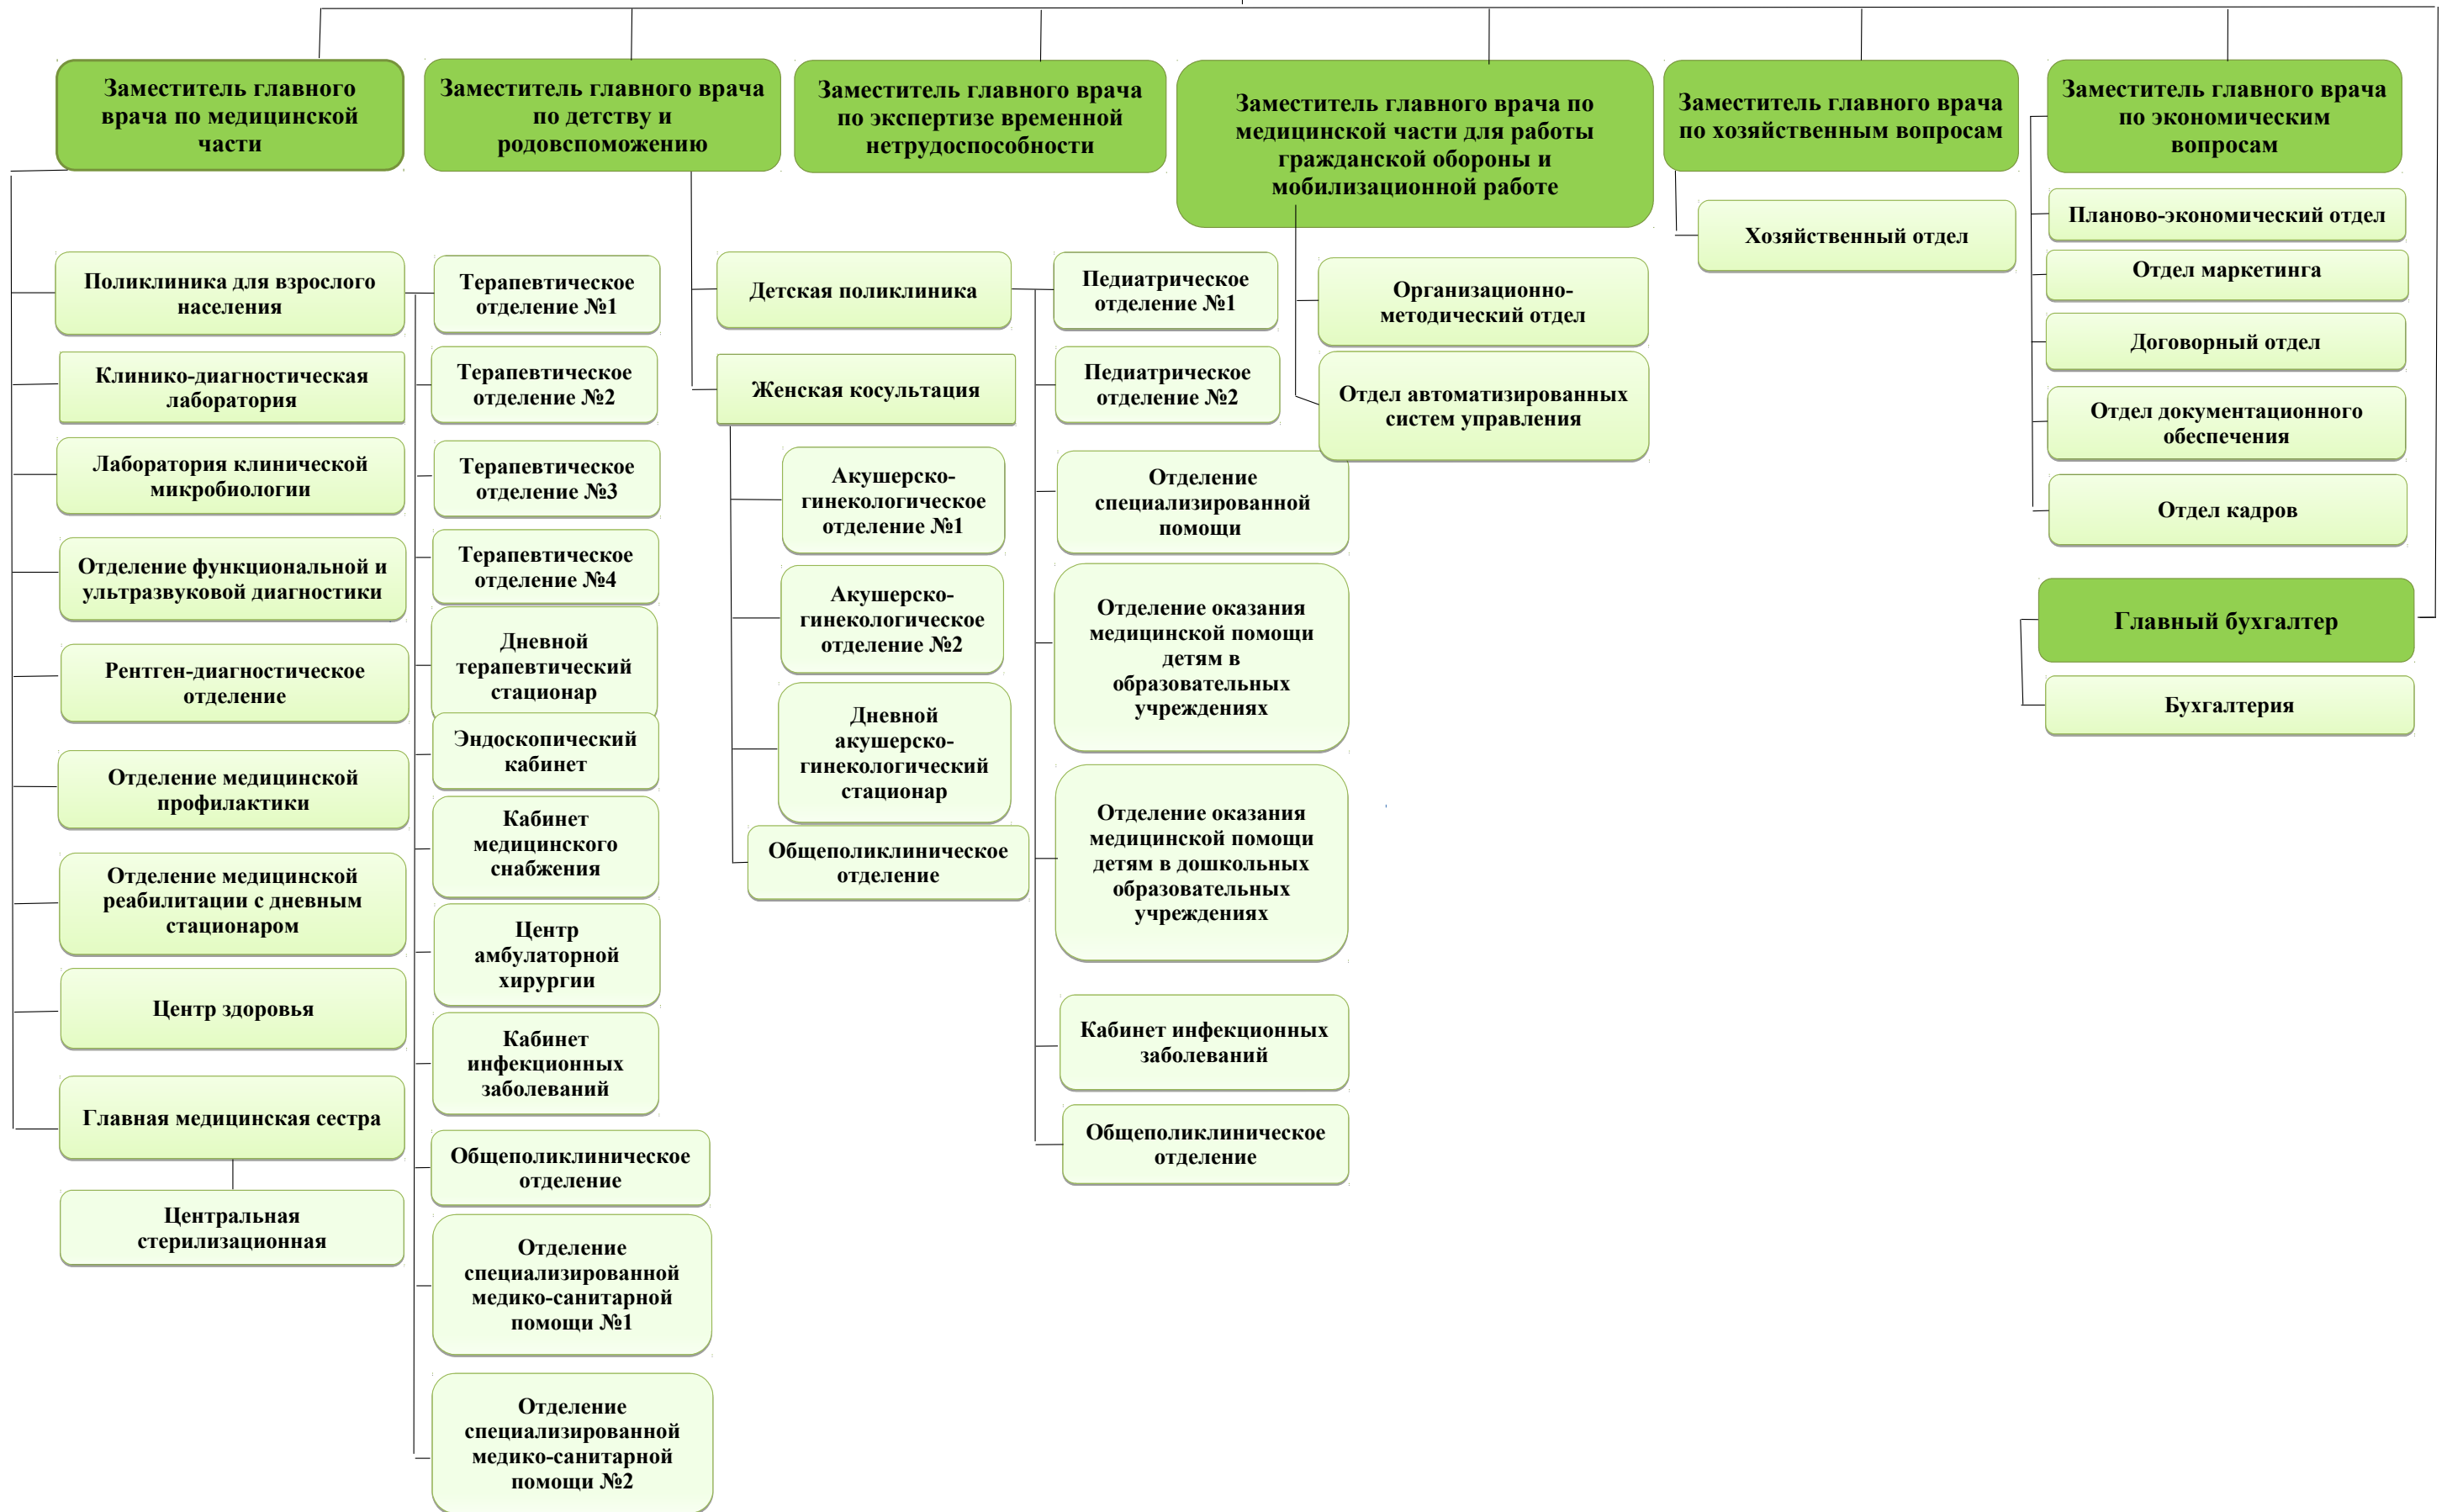 Заместитель главного
врача по медицинской
части
Заместитель главного врача
по детству и
родовспоможению
Заместитель главного врача
по экспертизе временной
нетрудоспособности
Заместитель главного врача по
медицинской части для работы
гражданской обороны и
мобилизационной работе
Заместитель главного врача
по хозяйственным вопросам
Заместитель главного врача
по экономическим
вопросам
Поликлиника для взрослого
населения
Клинико-диагностическая
лаборатория
Лаборатория клинической
микробиологии
Отделение функциональной и
ультразвуковой диагностики
Рентген-диагностическое
отделение
Отделение медицинской
профилактики
Отделение медицинской
реабилитации с дневным
стационаром
Центр здоровья
Главная медицинская сестра
Центральная
стерилизационная
Терапевтическое
отделение №1
Терапевтическое
отделение №2
Терапевтическое
отделение №3
Терапевтическое
отделение №4
Дневной
терапевтический
стационар
Эндоскопический
кабинет
Кабинет
медицинского
снабжения
Центр
амбулаторной
хирургии
Кабинет
инфекционных
заболеваний
Общеполиклиническое
отделение
Отделение
специализированной
медико-санитарной
помощи №1
Отделение
специализированной
медико-санитарной
помощи №2
Детская поликлиника
Женская косультация
Акушерско-
гинекологическое
отделение №1
Акушерско-
гинекологическое
отделение №2
Дневной
акушерско-
гинекологический
стационар
Общеполиклиническое
отделение
Педиатрическое
отделение №1
Педиатрическое
отделение №2
Отделение
специализированной
помощи
Отделение оказания
медицинской помощи
детям в
образовательных
учреждениях
Отделение оказания
медицинской помощи
детям в дошкольных
образовательных
учреждениях
Кабинет инфекционных
заболеваний
Общеполиклиническое
отделение
Организационно-
методический отдел
Отдел автоматизированных
систем управления
Хозяйственный отдел
Планово-экономический отдел
Отдел маркетинга
Договорный отдел
Отдел документационного
обеспечения
Отдел кадров
Главный бухгалтер
Бухгалтерия